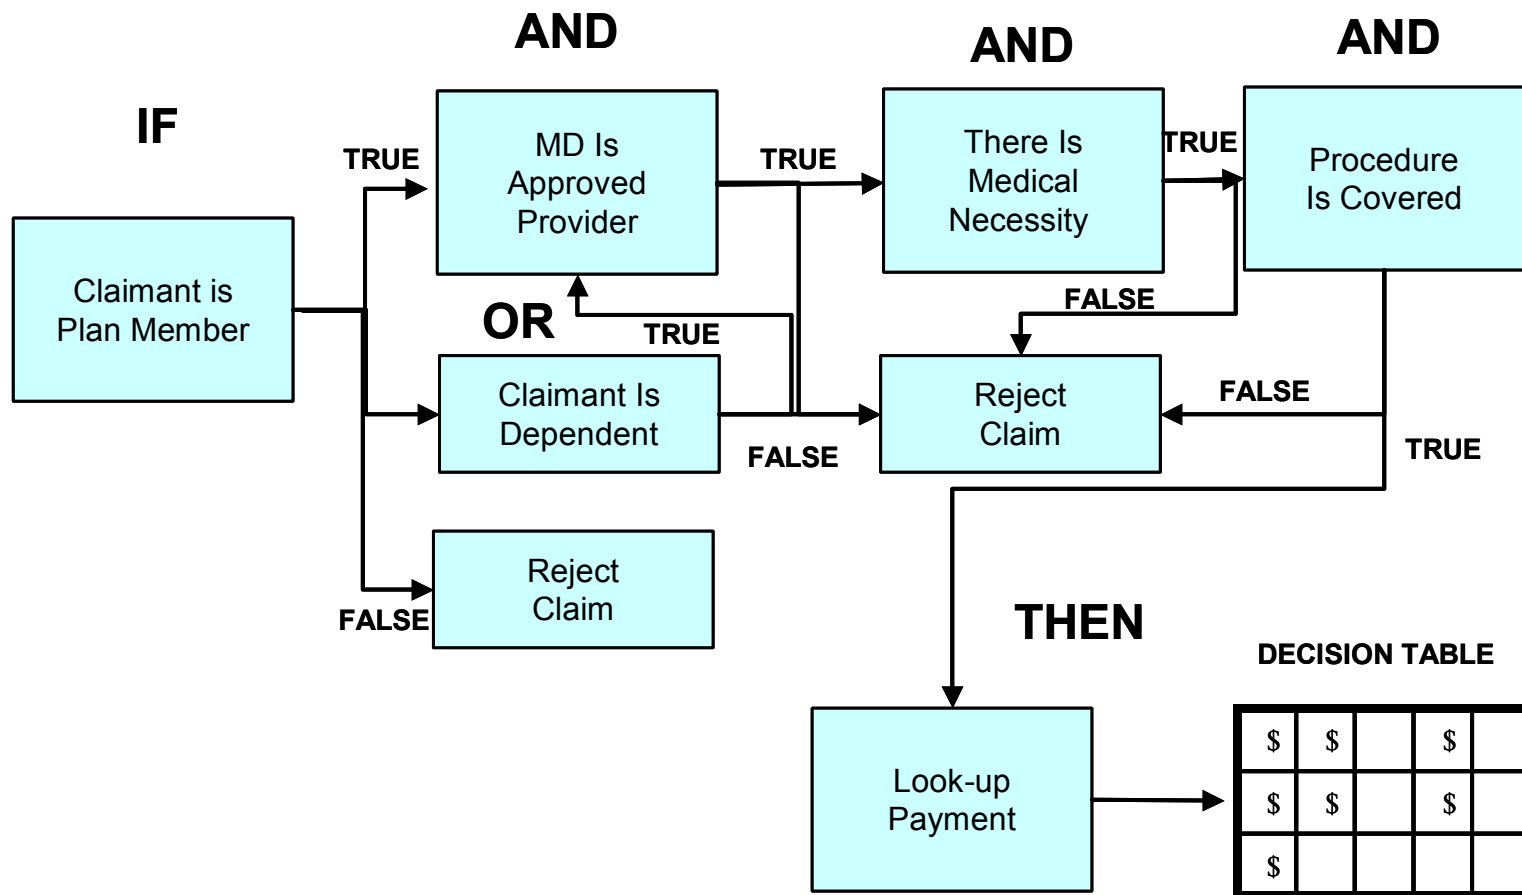 AND
AND
AND
IF
TRUE
MD Is
Approved
Provider
TRUE
There Is
Medical
Necessity
TRUE
Procedure
Is Covered
Claimant is
Plan Member
OR
TRUE
FALSE
Claimant Is
Dependent
FALSE
Reject
Claim
FALSE
TRUE
Reject
Claim
FALSE
THEN
DECISION TABLE
Look-up
Payment
$ $ $
$ $ $
$